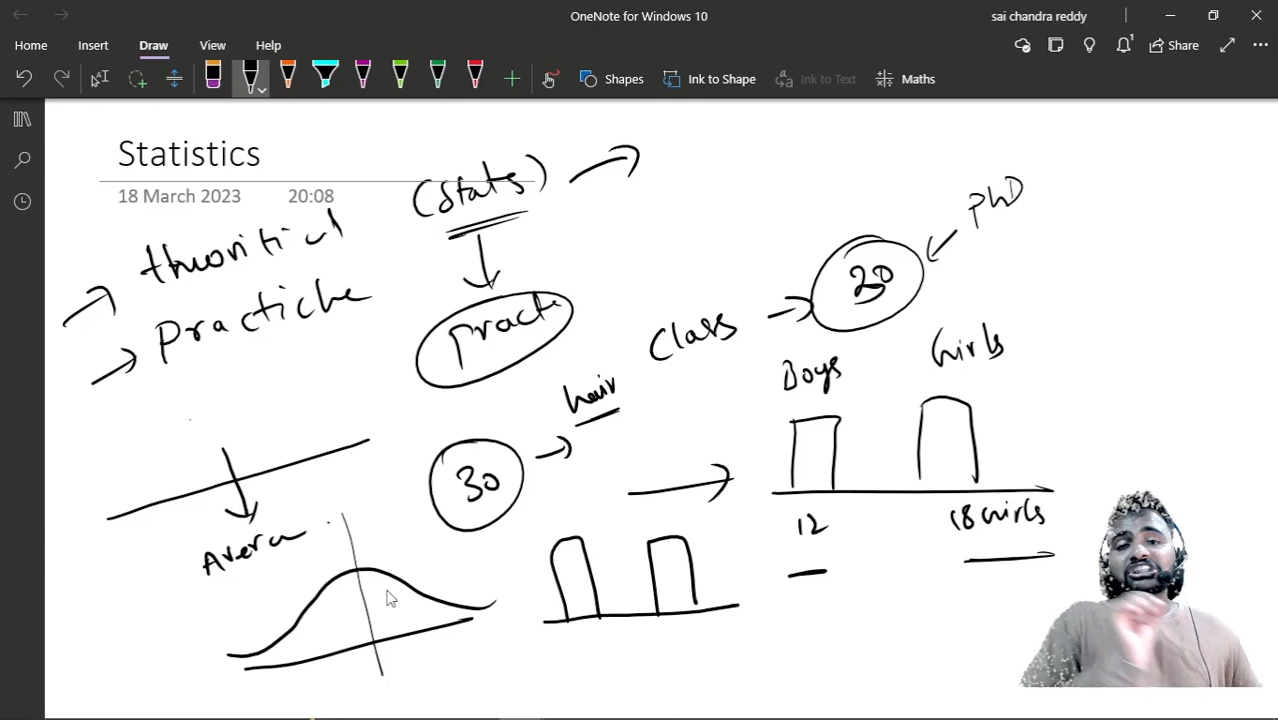 OneNote for Windows 10
sai chandra reddy
Home Insert Draw View Help
Share
Shapes
Ink to Shape
Ink to Text
Maths
Statistics
18 March 2023 20:08
(Stats)
PhD
theoritical
Practicle
pract
Class
20
Boys
Girls
hair
30
12
18 Girls
Avera